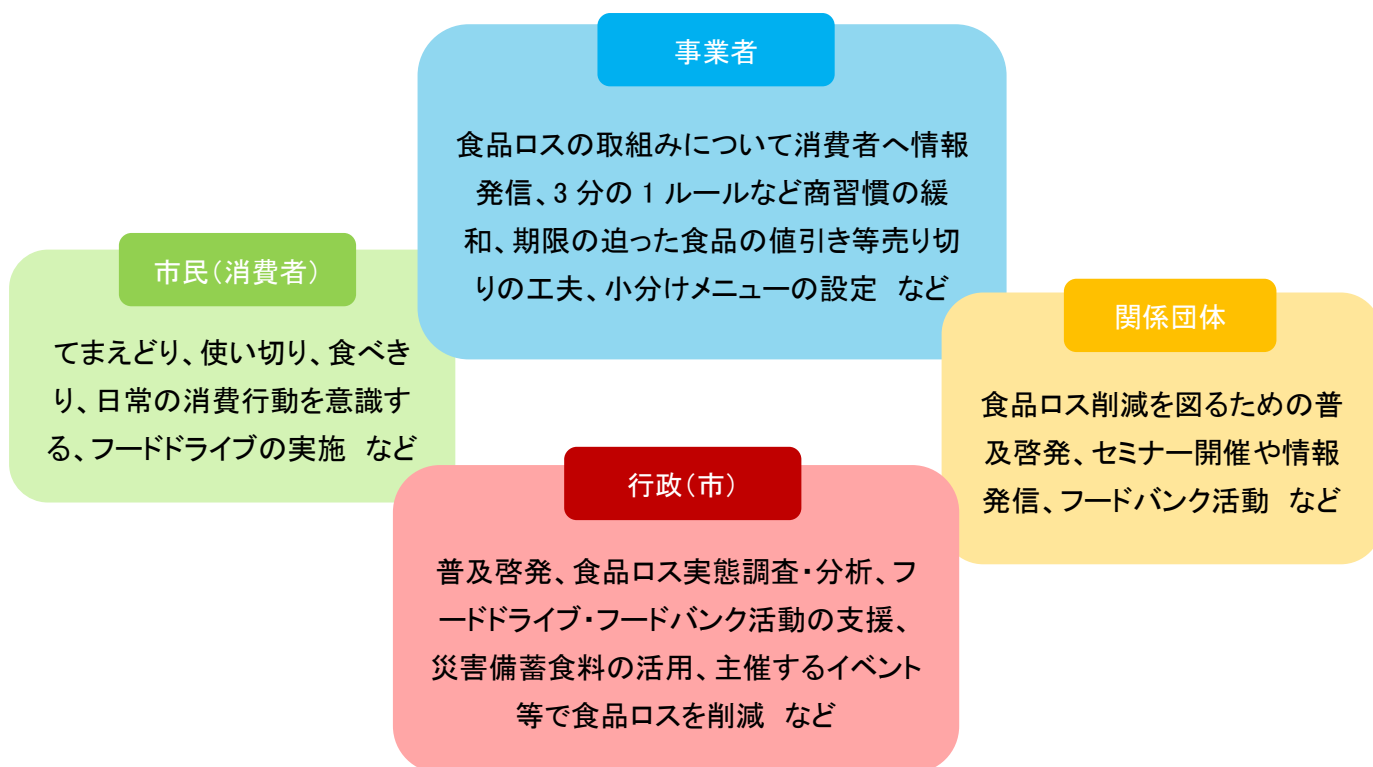 事業者
食品ロスの取組みについて消費者へ情報
発信、3 分の 1 ルールなど商習慣の緩
和、期限の迫った食品の値引き等売り切
りの工夫、小分けメニューの設定　など
市民（消費者）
てまえどり、使い切り、食べき
り、日常の消費行動を意識す
る、フードドライブの実施　など
関係団体
食品ロス削減を図るための普
及啓発、セミナー開催や情報
発信、フードバンク活動　など
行政（市）
普及啓発、食品ロス実態調査・分析、フ
ードドライブ・フードバンク活動の支援、
災害備蓄食料の活用、主催するイベント
等で食品ロスを削減　など